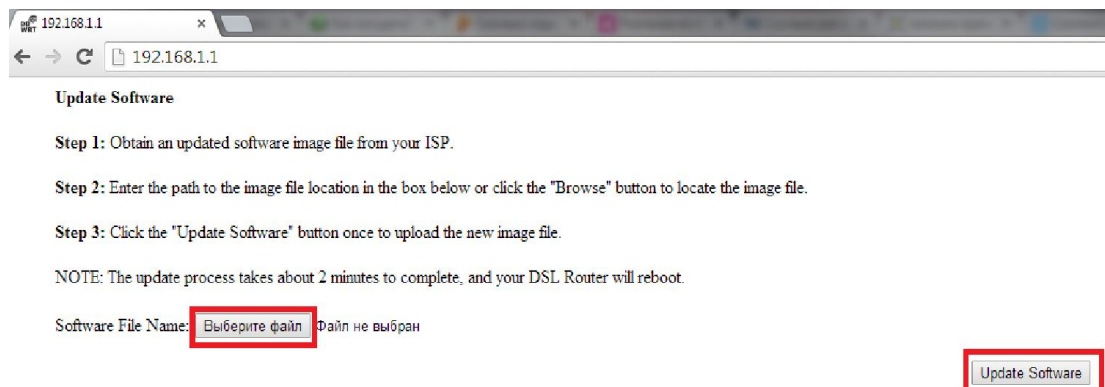 192.168.1.1
192.168.1.1
Update Software
Step 1: Obtain an updated software image file from your ISP.
Step 2: Enter the path to the image file location in the box below or click the "Browse" button to locate the image file.
Step 3: Click the "Update Software" button once to upload the new image file.
NOTE: The update process takes about 2 minutes to complete, and your DSL Router will reboot.
Software File Name: Выберите файл Файл не выбран
Update Software